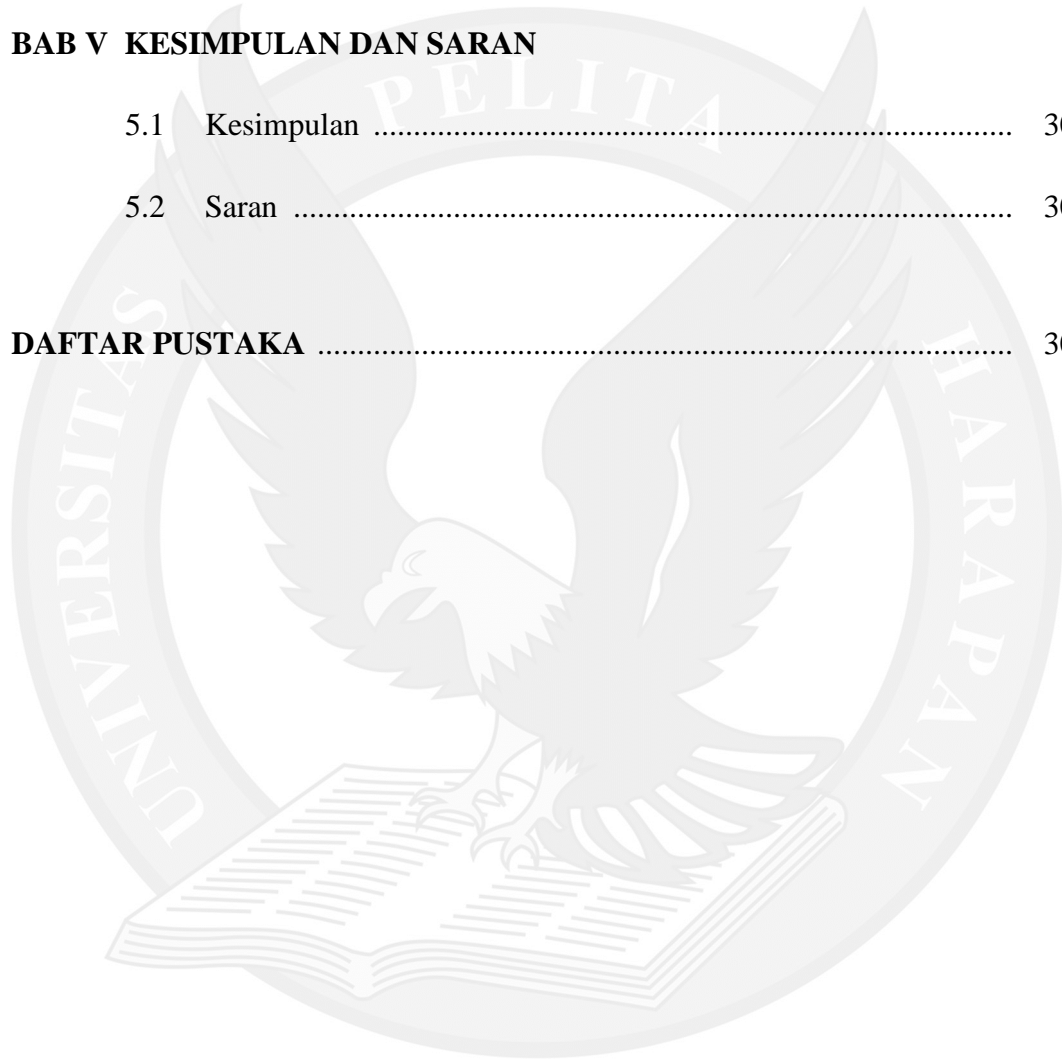 BAB V KESIMPULAN DAN SARAN
5.1 Kesimpulan ........................................................................
5.2 Saran .................................................................................
DAFTAR PUSTAKA ..............................................................................
UNIVERSITAS PELITA HARAPAN